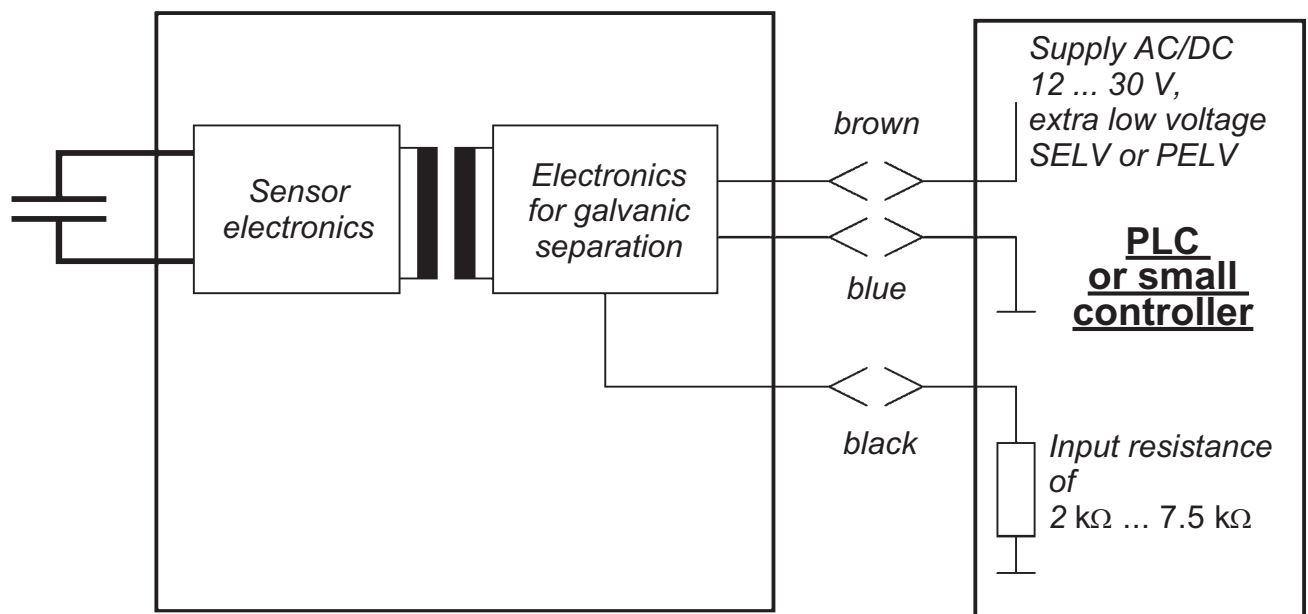 Sensor
electronics
Electronics
for galvanic
separation
brown
blue
black
Supply AC/DC
12 ... 30 V,
extra low voltage
SELV or PELV
PLC
or small
controller
Input resistance
of
2 kΩ ... 7.5 kΩ